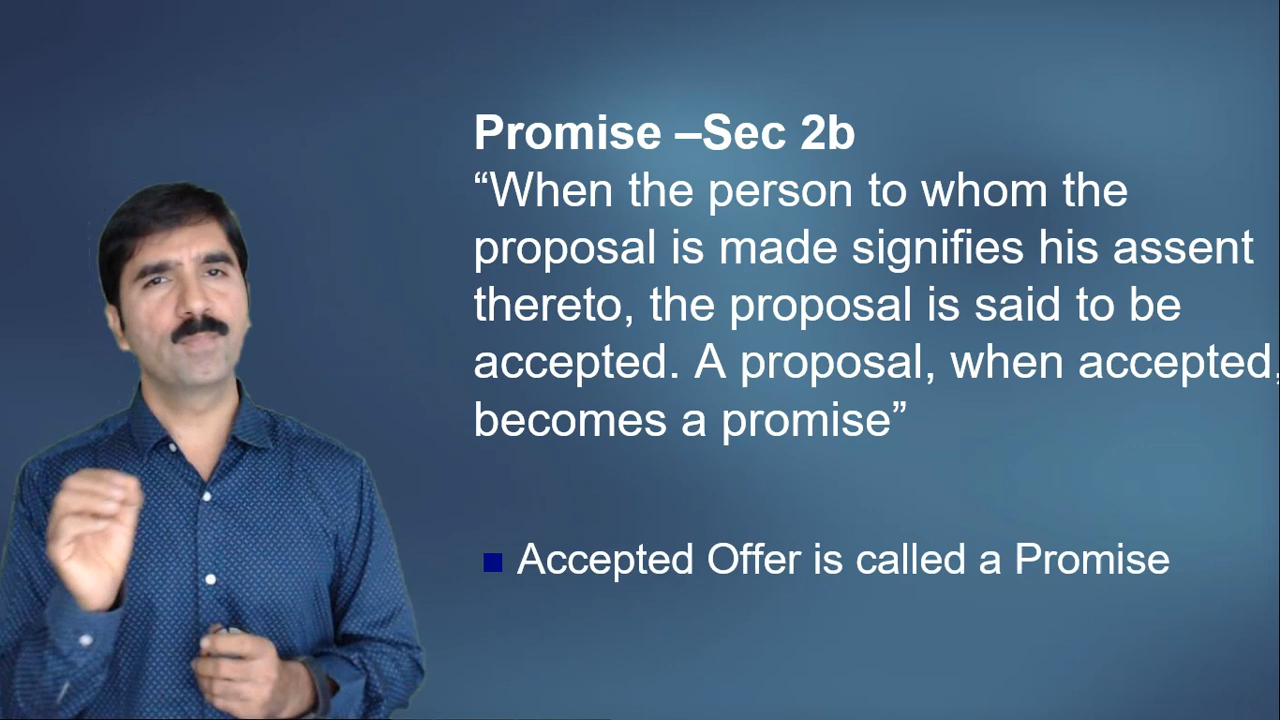 Promise –Sec 2b
“When the person to whom the
proposal is made signifies his assent
thereto, the proposal is said to be
accepted. A proposal, when accepted,
becomes a promise”
Accepted Offer is called a Promise